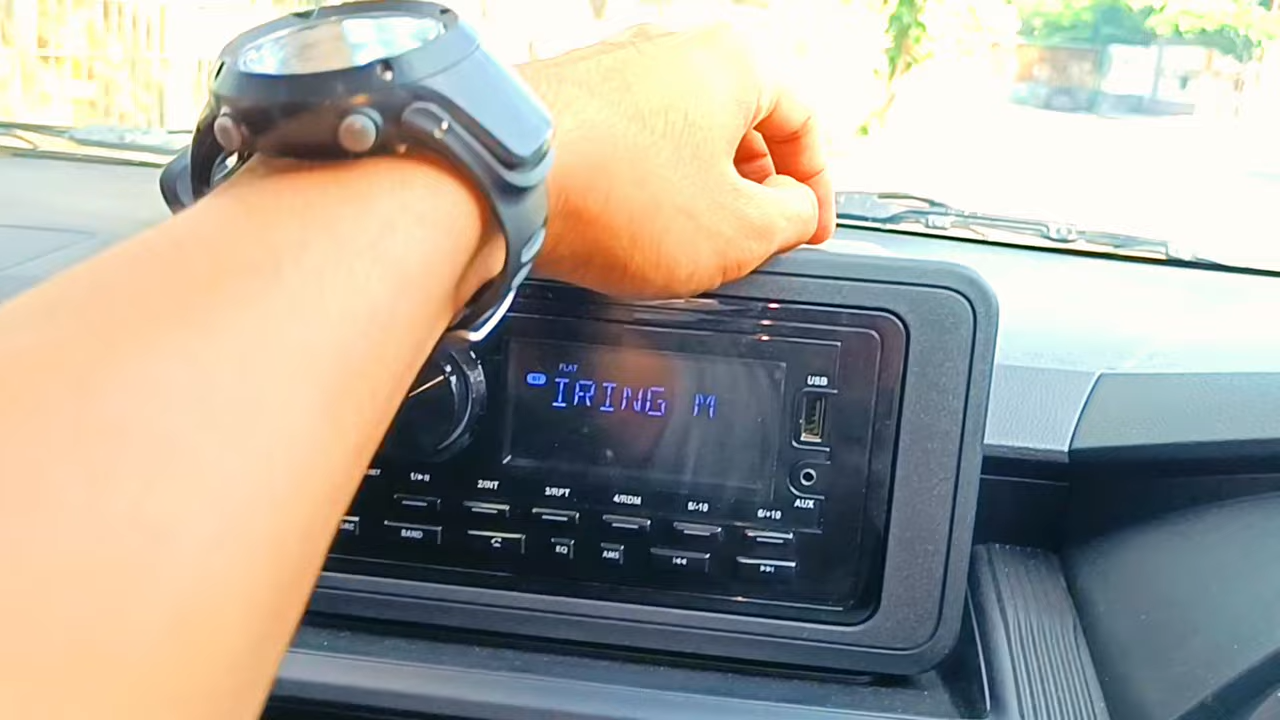 FLAT
BT
IRING M
USB
AUX
1/▶II
2/INT
3/RPT
4/RDM
5/-10
6/+10
BAND
EQ
AMS